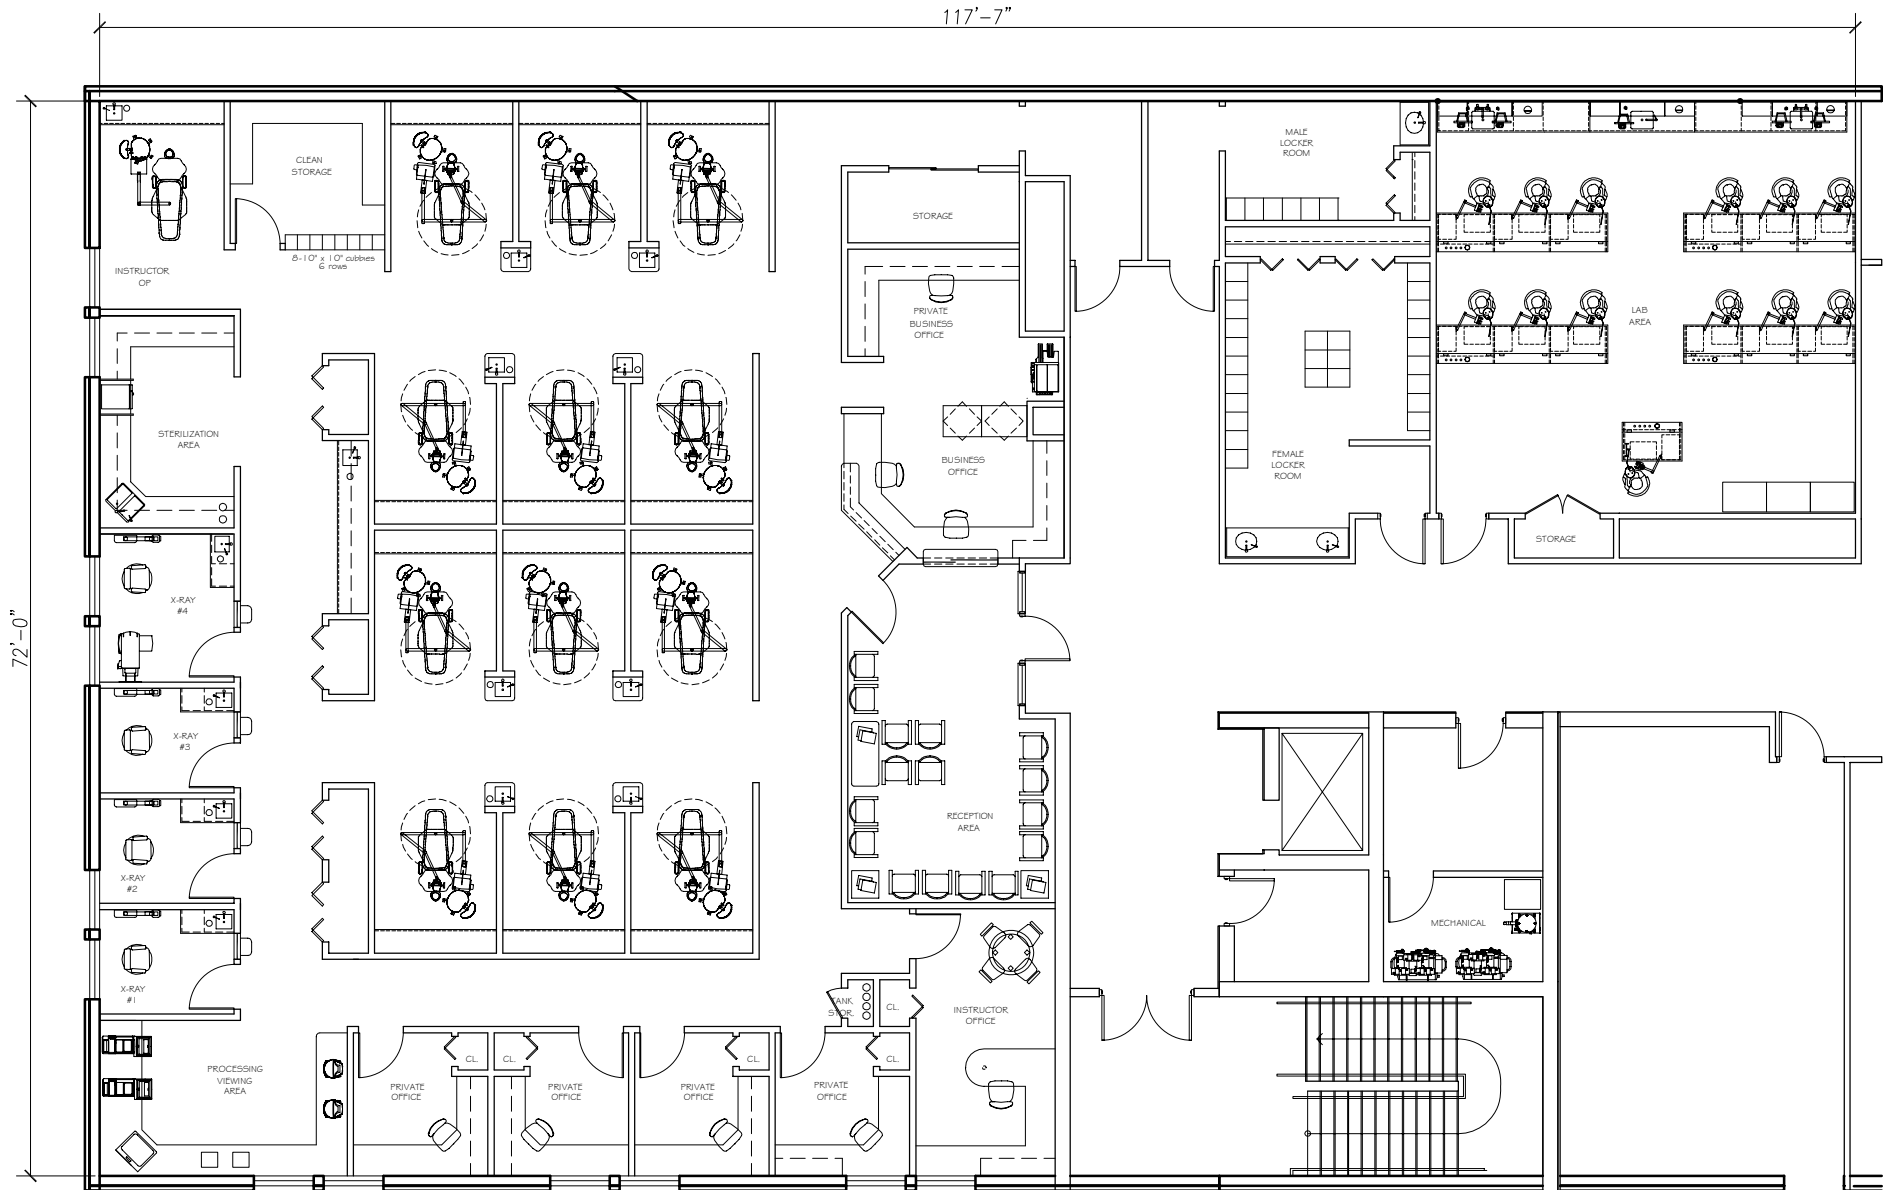 117'-7"
MALE
LOCKER
ROOM
CLEAN
STORAGE
STORAGE
8-10" x 10" cubbies
6 rows
INSTRUCTOR
OP
PRIVATE
BUSINESS
OFFICE
LAB
AREA
STERILIZATION
AREA
BUSINESS
OFFICE
FEMALE
LOCKER
ROOM
STORAGE
X-RAY
#4
72'-0"
X-RAY
#3
RECEPTION
AREA
X-RAY
#2
MECHANICAL
X-RAY
#1
TANK
STOR.
CL.
INSTRUCTOR
OFFICE
CL.
CL.
CL.
CL.
PROCESSING
VIEWING
AREA
PRIVATE
OFFICE
PRIVATE
OFFICE
PRIVATE
OFFICE
PRIVATE
OFFICE